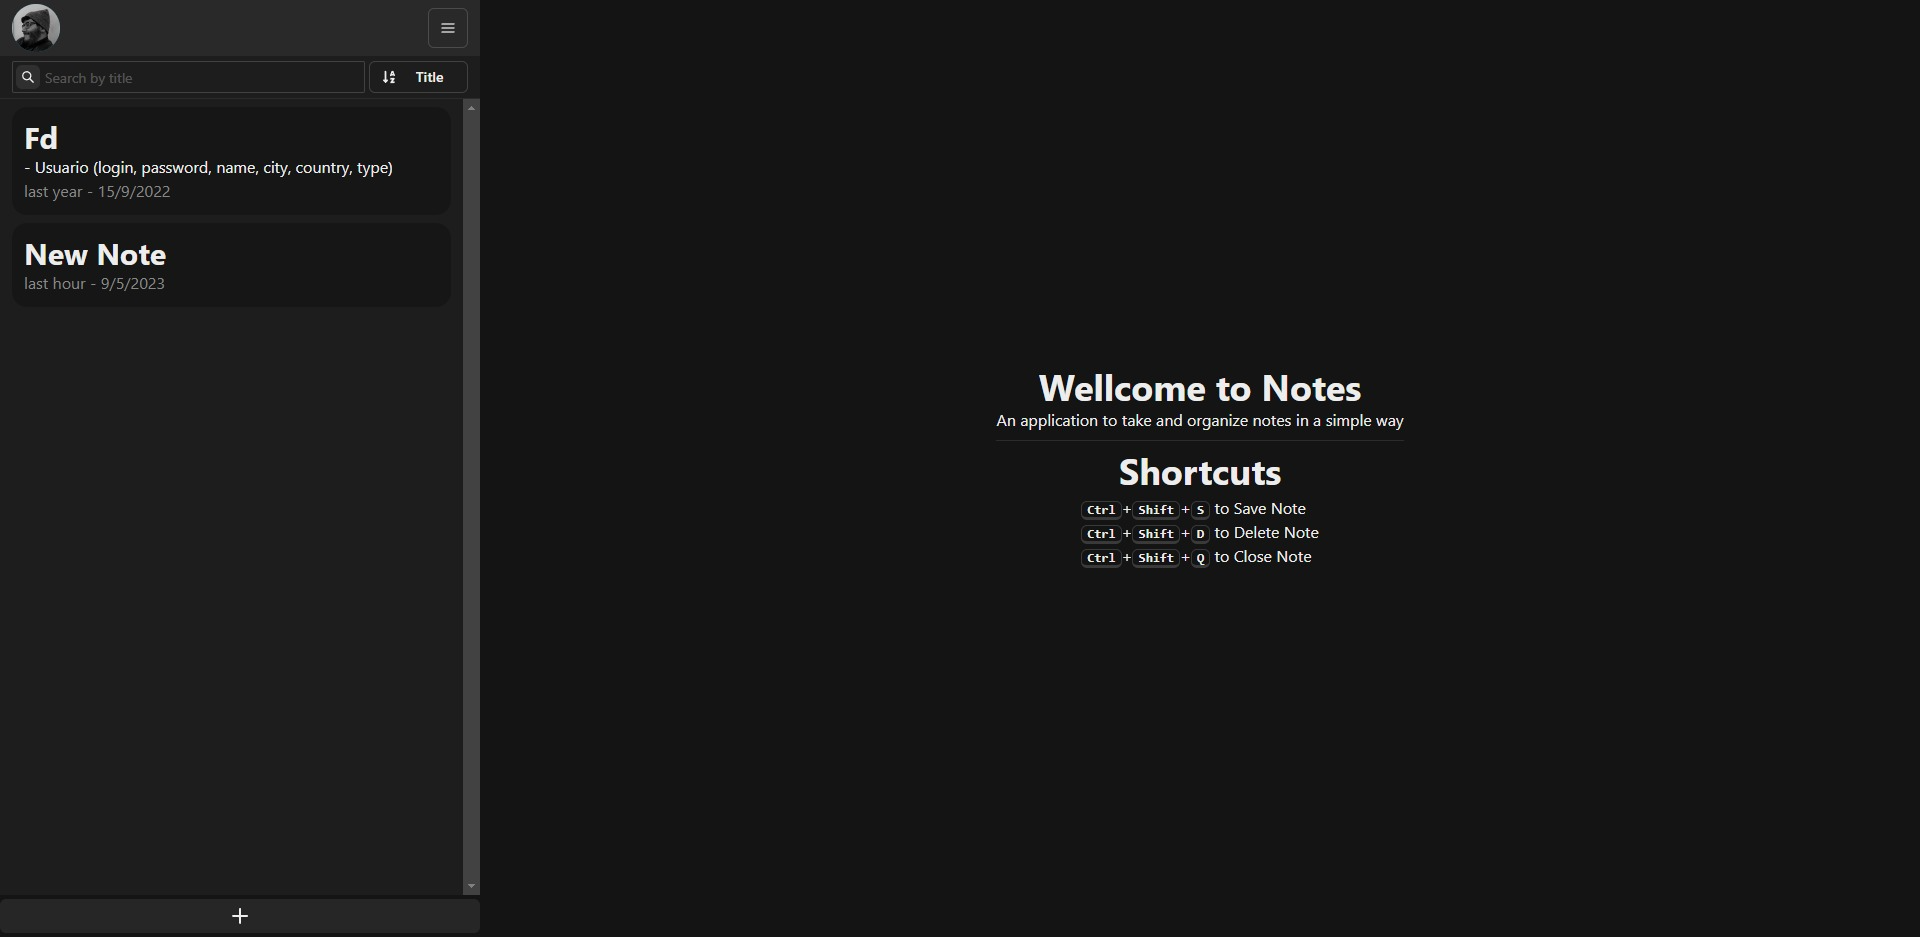 Search by title
Title
Fd
- Usuario (login, password, name, city, country, type)
last year - 15/9/2022
New Note
last hour - 9/5/2023
Wellcome to Notes
An application to take and organize notes in a simple way
Shortcuts
Ctrl + Shift + S to Save Note
Ctrl + Shift + D to Delete Note
Ctrl + Shift + Q to Close Note